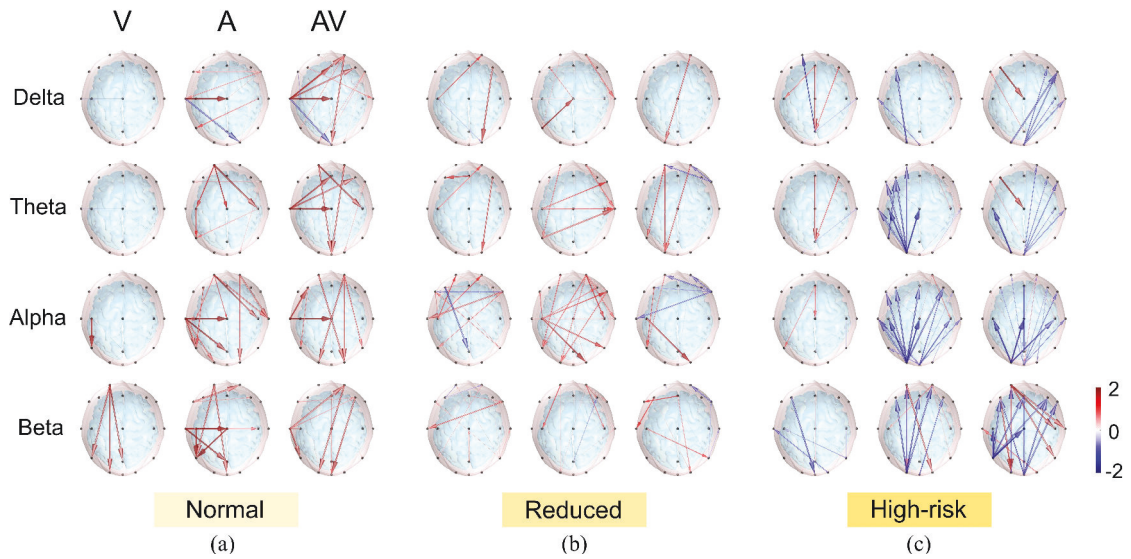 V A AV
Delta
Theta
Alpha
Beta
2
0
-2
Normal Reduced High-risk
(a) (b) (c)